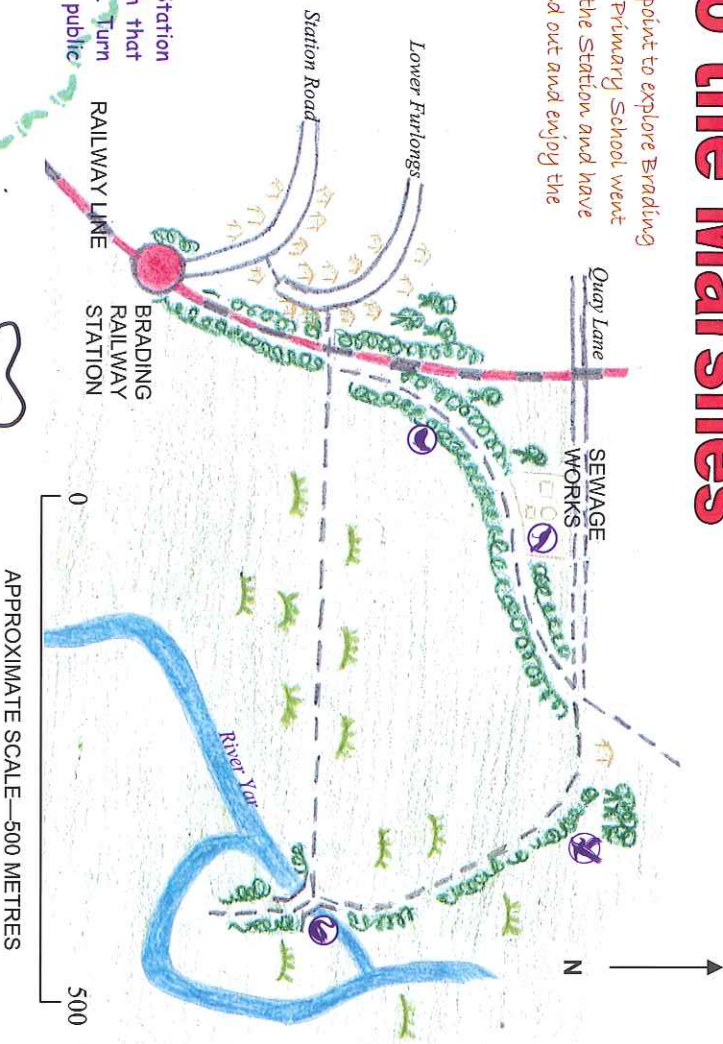 o the Marshes
point to explore Brading
Primary School went
the Station and have
d out and enjoy the
Quay Lane
Lower Furlongs
Station Road
SEWAGE
WORKS
N
tation
n that
Turn
public
RAILWAY LINE
BRADING
RAILWAY
STATION
River Yar
0
500
APPROXIMATE SCALE—500 METRES